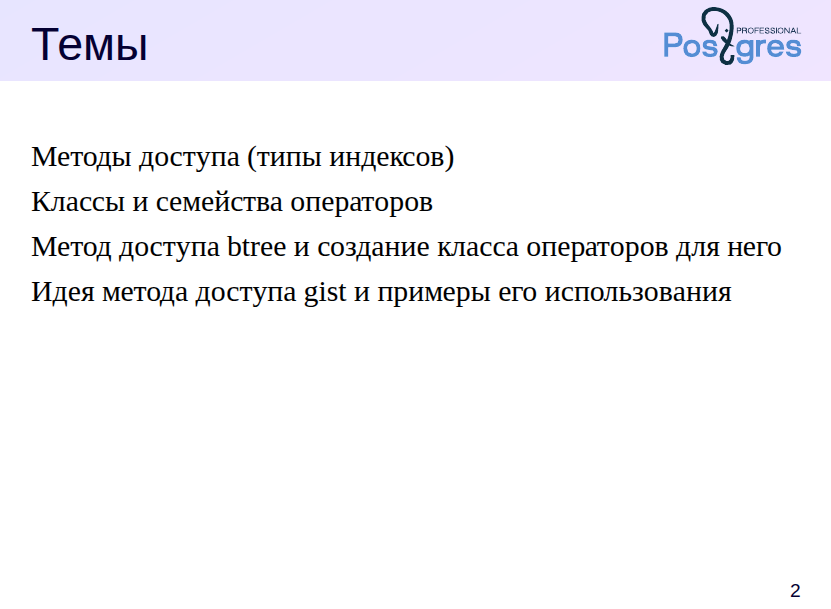 Темы
PROFESSIONAL
Postgres
Методы доступа (типы индексов)
Классы и семейства операторов
Метод доступа btree и создание класса операторов для него
Идея метода доступа gist и примеры его использования
2